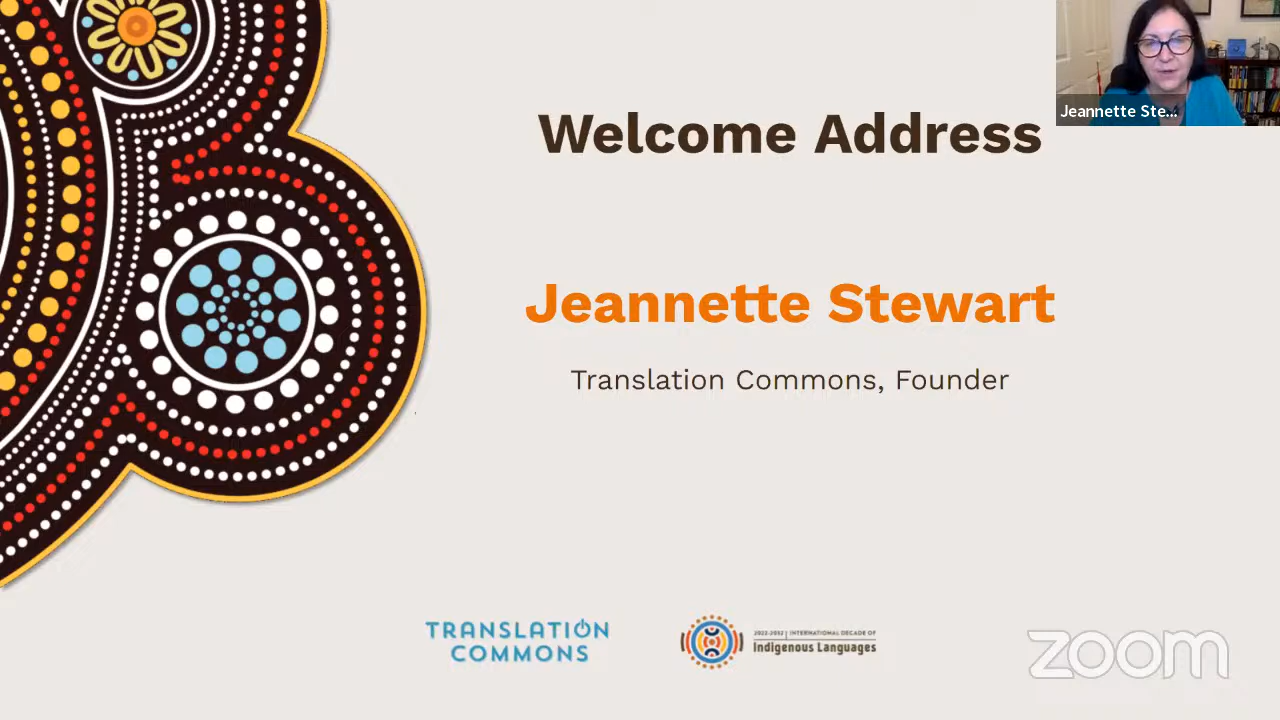 Welcome Address
Jeannette Ste...
Jeannette Stewart
Translation Commons, Founder
TRANSLATION
COMMONS
2022-2032 | INTERNATIONAL DECADE OF
Indigenous Languages
zoom